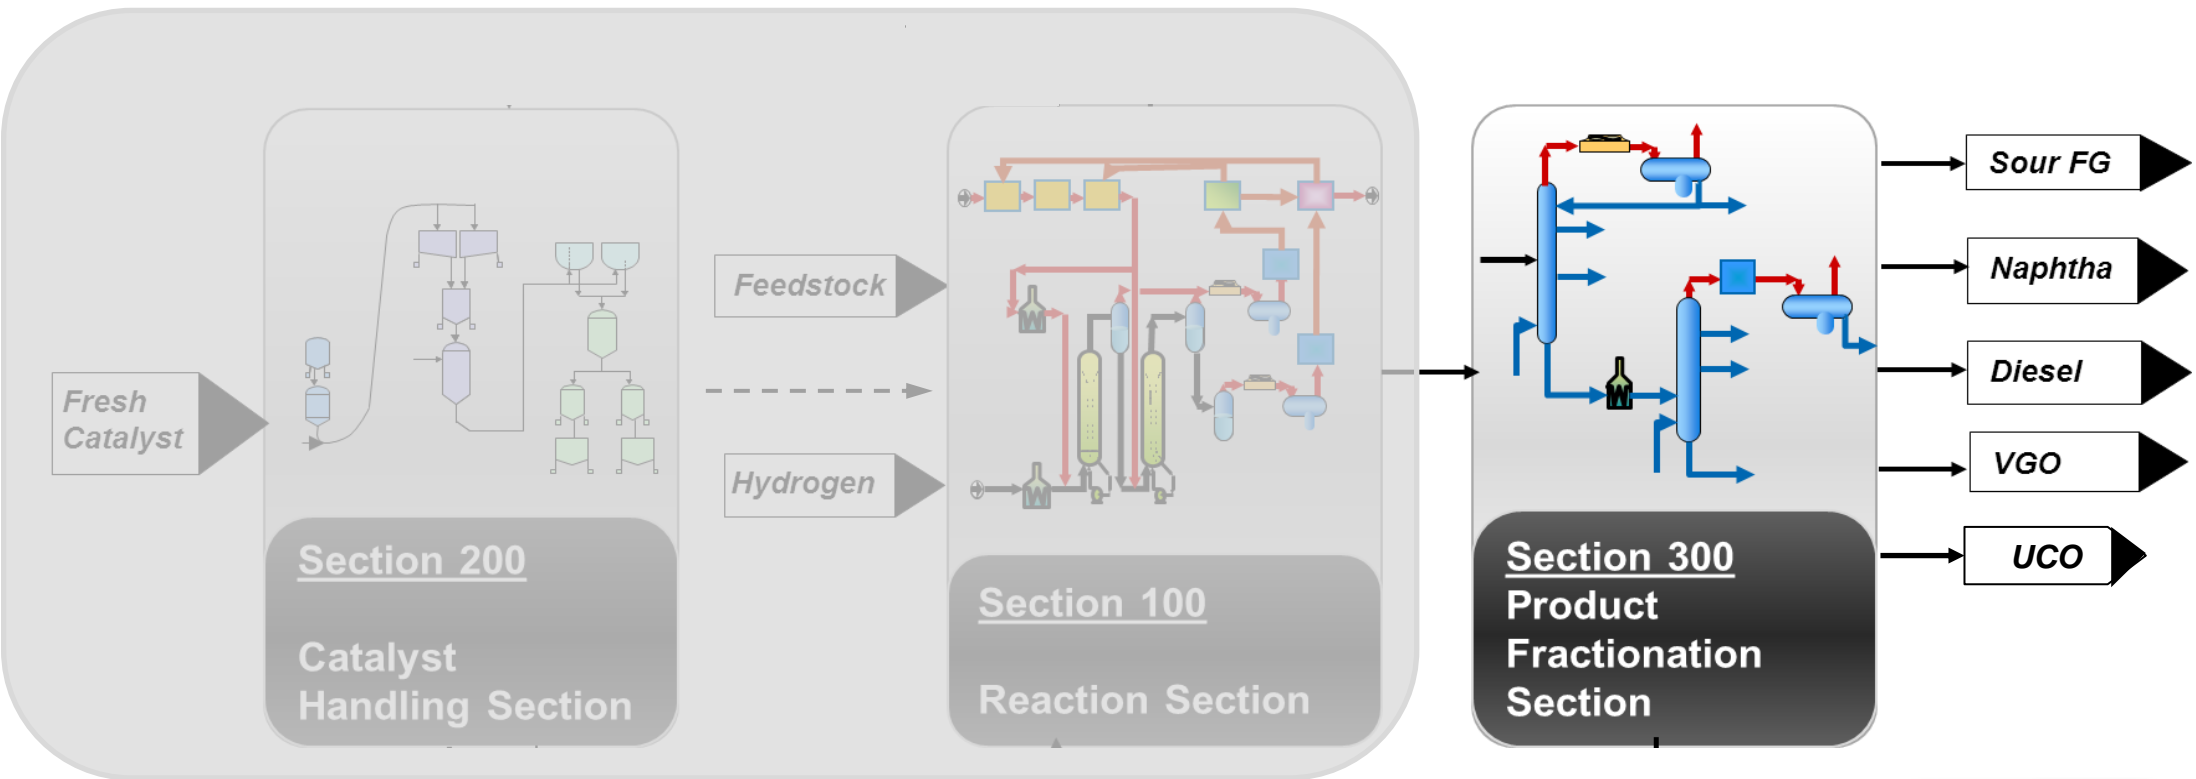 Fresh
Catalyst
Section 200
Catalyst
Handling Section
Feedstock
Hydrogen
Section 100
Reaction Section
Section 300
Product
Fractionation
Section
Sour FG
Naphtha
Diesel
VGO
UCO